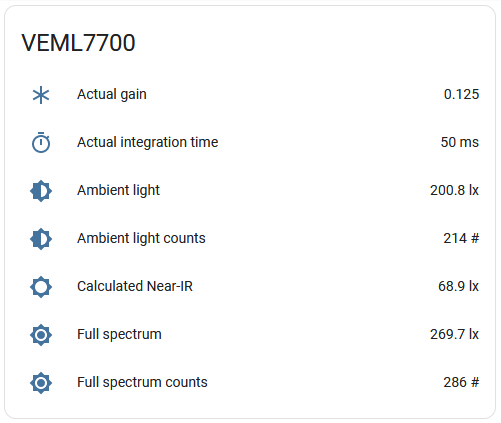 VEML7700
Actual gain 0.125
Actual integration time 50 ms
Ambient light 200.8 lx
Ambient light counts 214 #
Calculated Near-IR 68.9 lx
Full spectrum 269.7 lx
Full spectrum counts 286 #